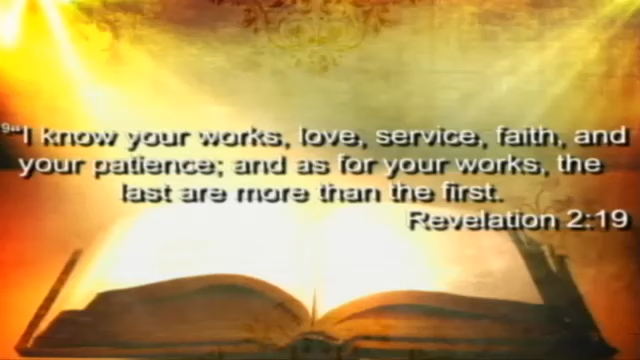 9“I know your works, love, service, faith, and
your patience; and as for your works, the
last are more than the first.
Revelation 2:19